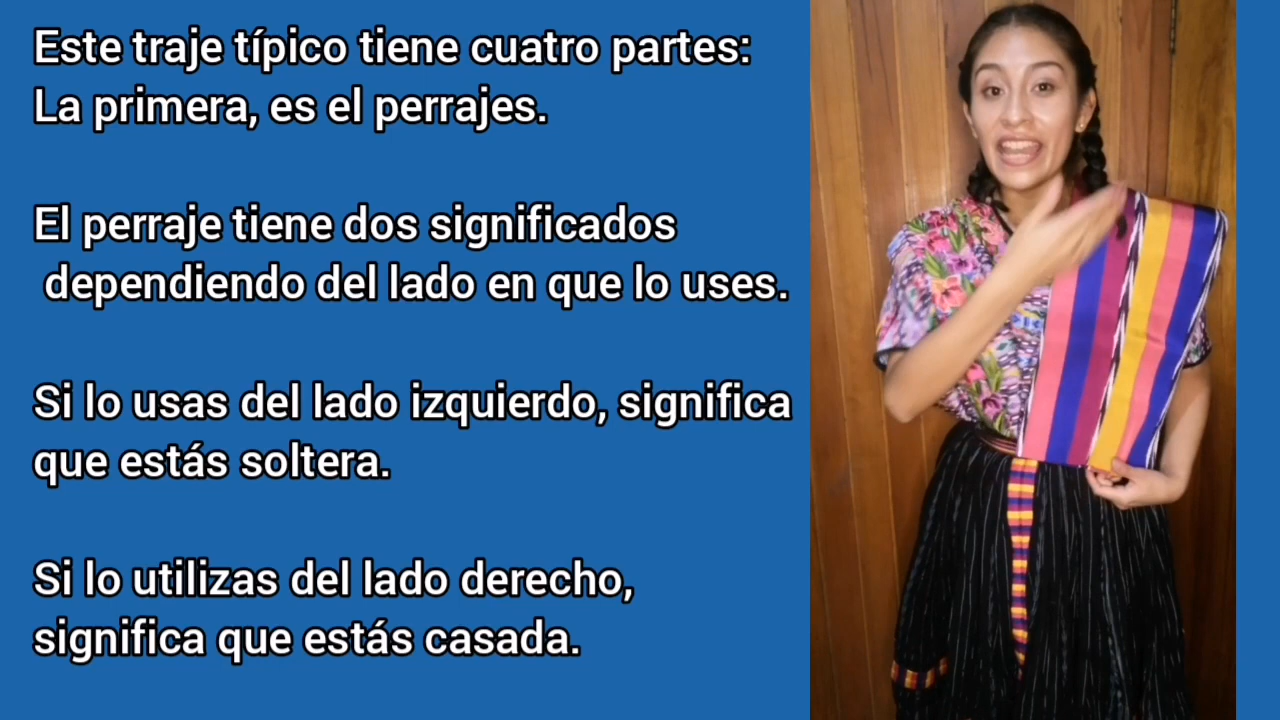 Este traje típico tiene cuatro partes:
La primera, es el perrajes.
El perraje tiene dos significados
dependiendo del lado en que lo uses.
Si lo usas del lado izquierdo, significa
que estás soltera.
Si lo utilizas del lado derecho,
significa que estás casada.